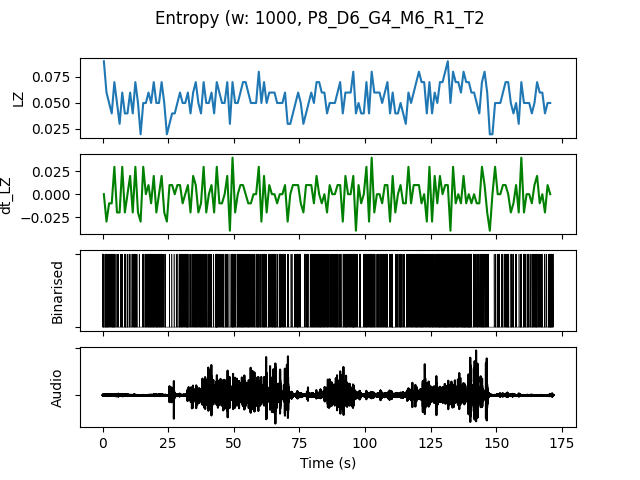 Entropy (w: 1000, P8_D6_G4_M6_R1_T2
LZ
0.075
0.050
0.025
dt_LZ
0.025
0.000
−0.025
Binarised
Audio
0 25 50 75 100 125 150 175
Time (s)